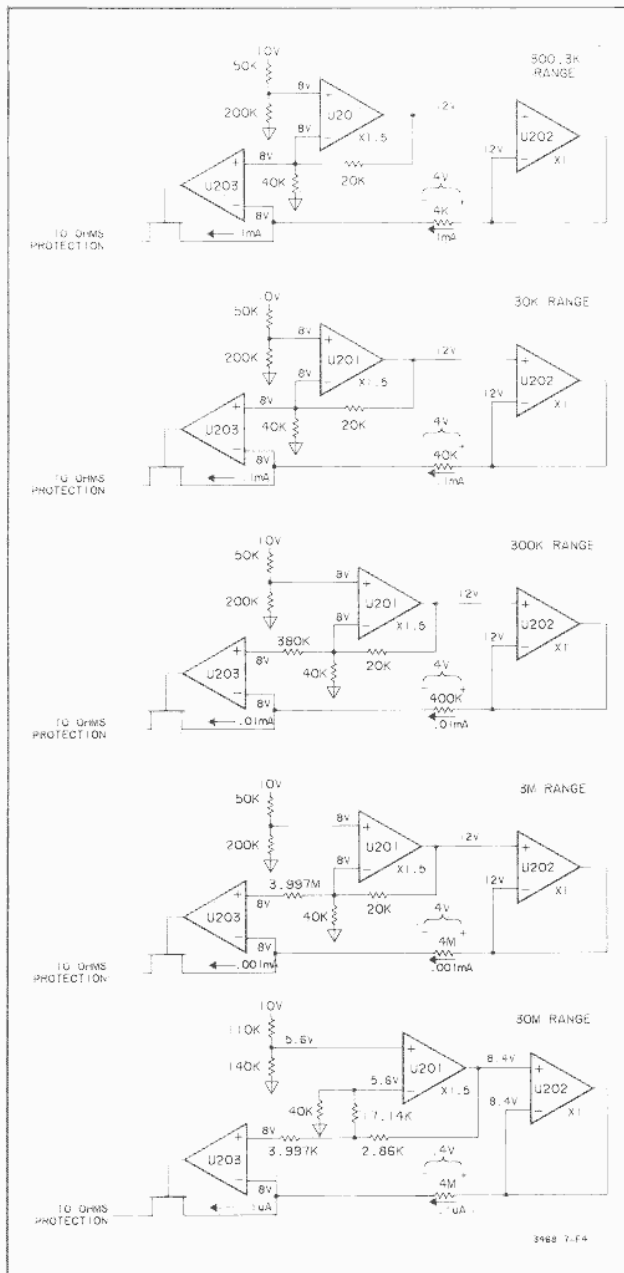 300,3K
RANGE
10V
50K
200K
8V
8V
U20
X1.5
12V
U202
12V
X1
8V
U203
40K
20K
4V
4K
8V
.1mA
1mA
TO OHMS
PROTECTION
30K RANGE
10V
50K
200K
8V
8V
U201
X1.5
12V
U202
12V
X1
8V
U203
40K
20K
4V
40K
8V
.1mA
.1mA
TO OHMS
PROTECTION
300K RANGE
10V
50K
200K
8V
8V
U201
X1.5
12V
U202
12V
X1
380K
8V
U203
40K
20K
4V
400K
8V
.01mA
.01mA
TO OHMS
PROTECTION
3M RANGE
10V
50K
200K
8V
8V
U201
X1.5
12V
U202
12V
X1
3.997M
8V
U203
40K
20K
4V
4M
8V
.001mA
.001mA
TO OHMS
PROTECTION
30M RANGE
10V
110K
140K
5.6V
5.6V
U201
X1.5
8.4V
U202
8.4V
X1
40K
17.14K
8V
U203
3.997K
2.86K
.4V
4M
8V
.1uA
TO OHMS
PROTECTION